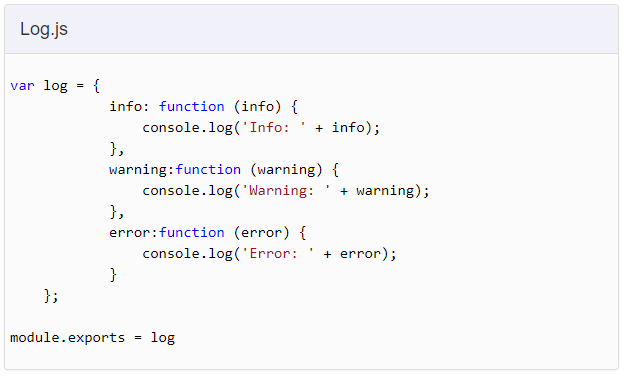 Log.js
var log = {
            info: function (info) {
                console.log('Info: ' + info);
            },
            warning:function (warning) {
                console.log('Warning: ' + warning);
            },
            error:function (error) {
                console.log('Error: ' + error);
            }
    };
module.exports = log